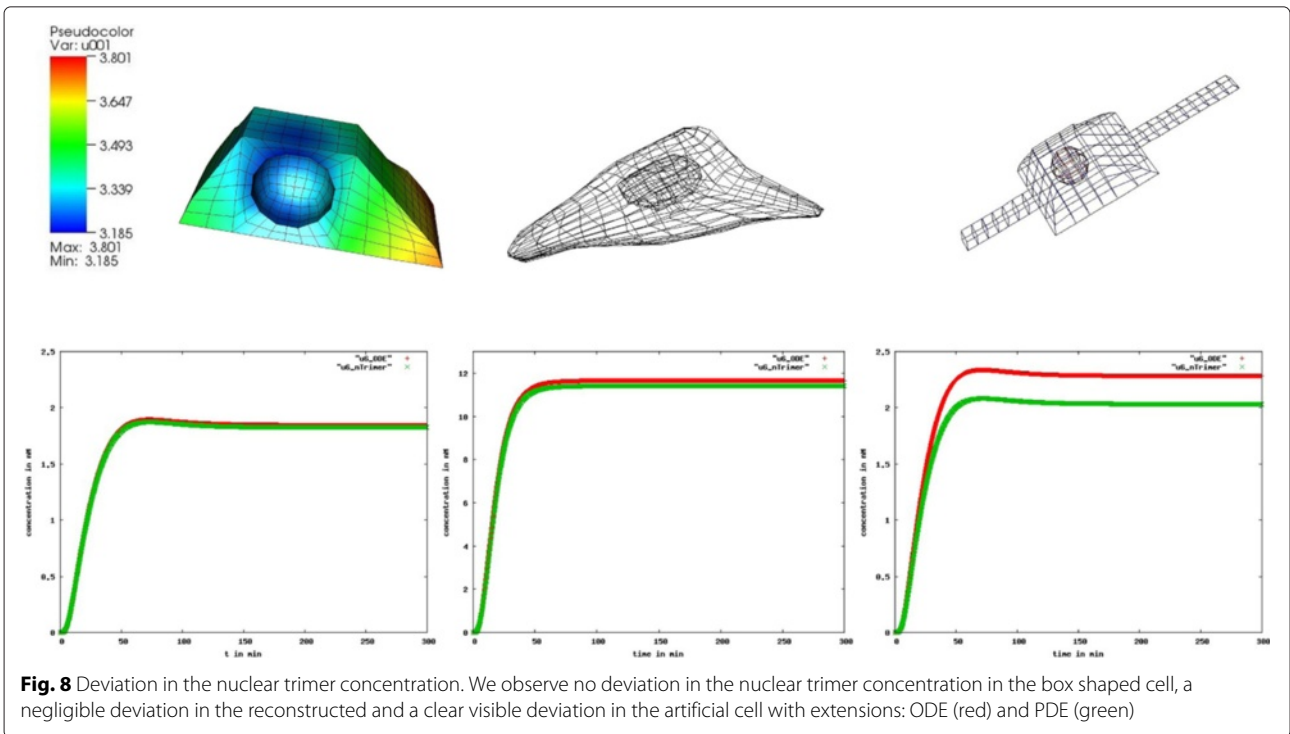 Pseudocolor
Var: u001
3.801
3.647
3.493
3.339
3.185
Max: 3.801
Min: 3.185
2.5
2
1.5
1
0.5
0
concentration in mM
0
50
100
150
200
250
300
t in min
"u6_ODE"
"u6_nTrimer"
12
10
8
6
4
2
0
concentration in mM
0
50
100
150
200
250
300
time in min
"u6_ODE"
"u6_nTrimer"
2.5
2
1.5
1
0.5
0
concentration in mM
0
50
100
150
200
250
300
time in min
"u6_ODE"
"u6_nTrimer"
Fig. 8 Deviation in the nuclear trimer concentration. We observe no deviation in the nuclear trimer concentration in the box shaped cell, a
negligible deviation in the reconstructed and a clear visible deviation in the artificial cell with extensions: ODE (red) and PDE (green)